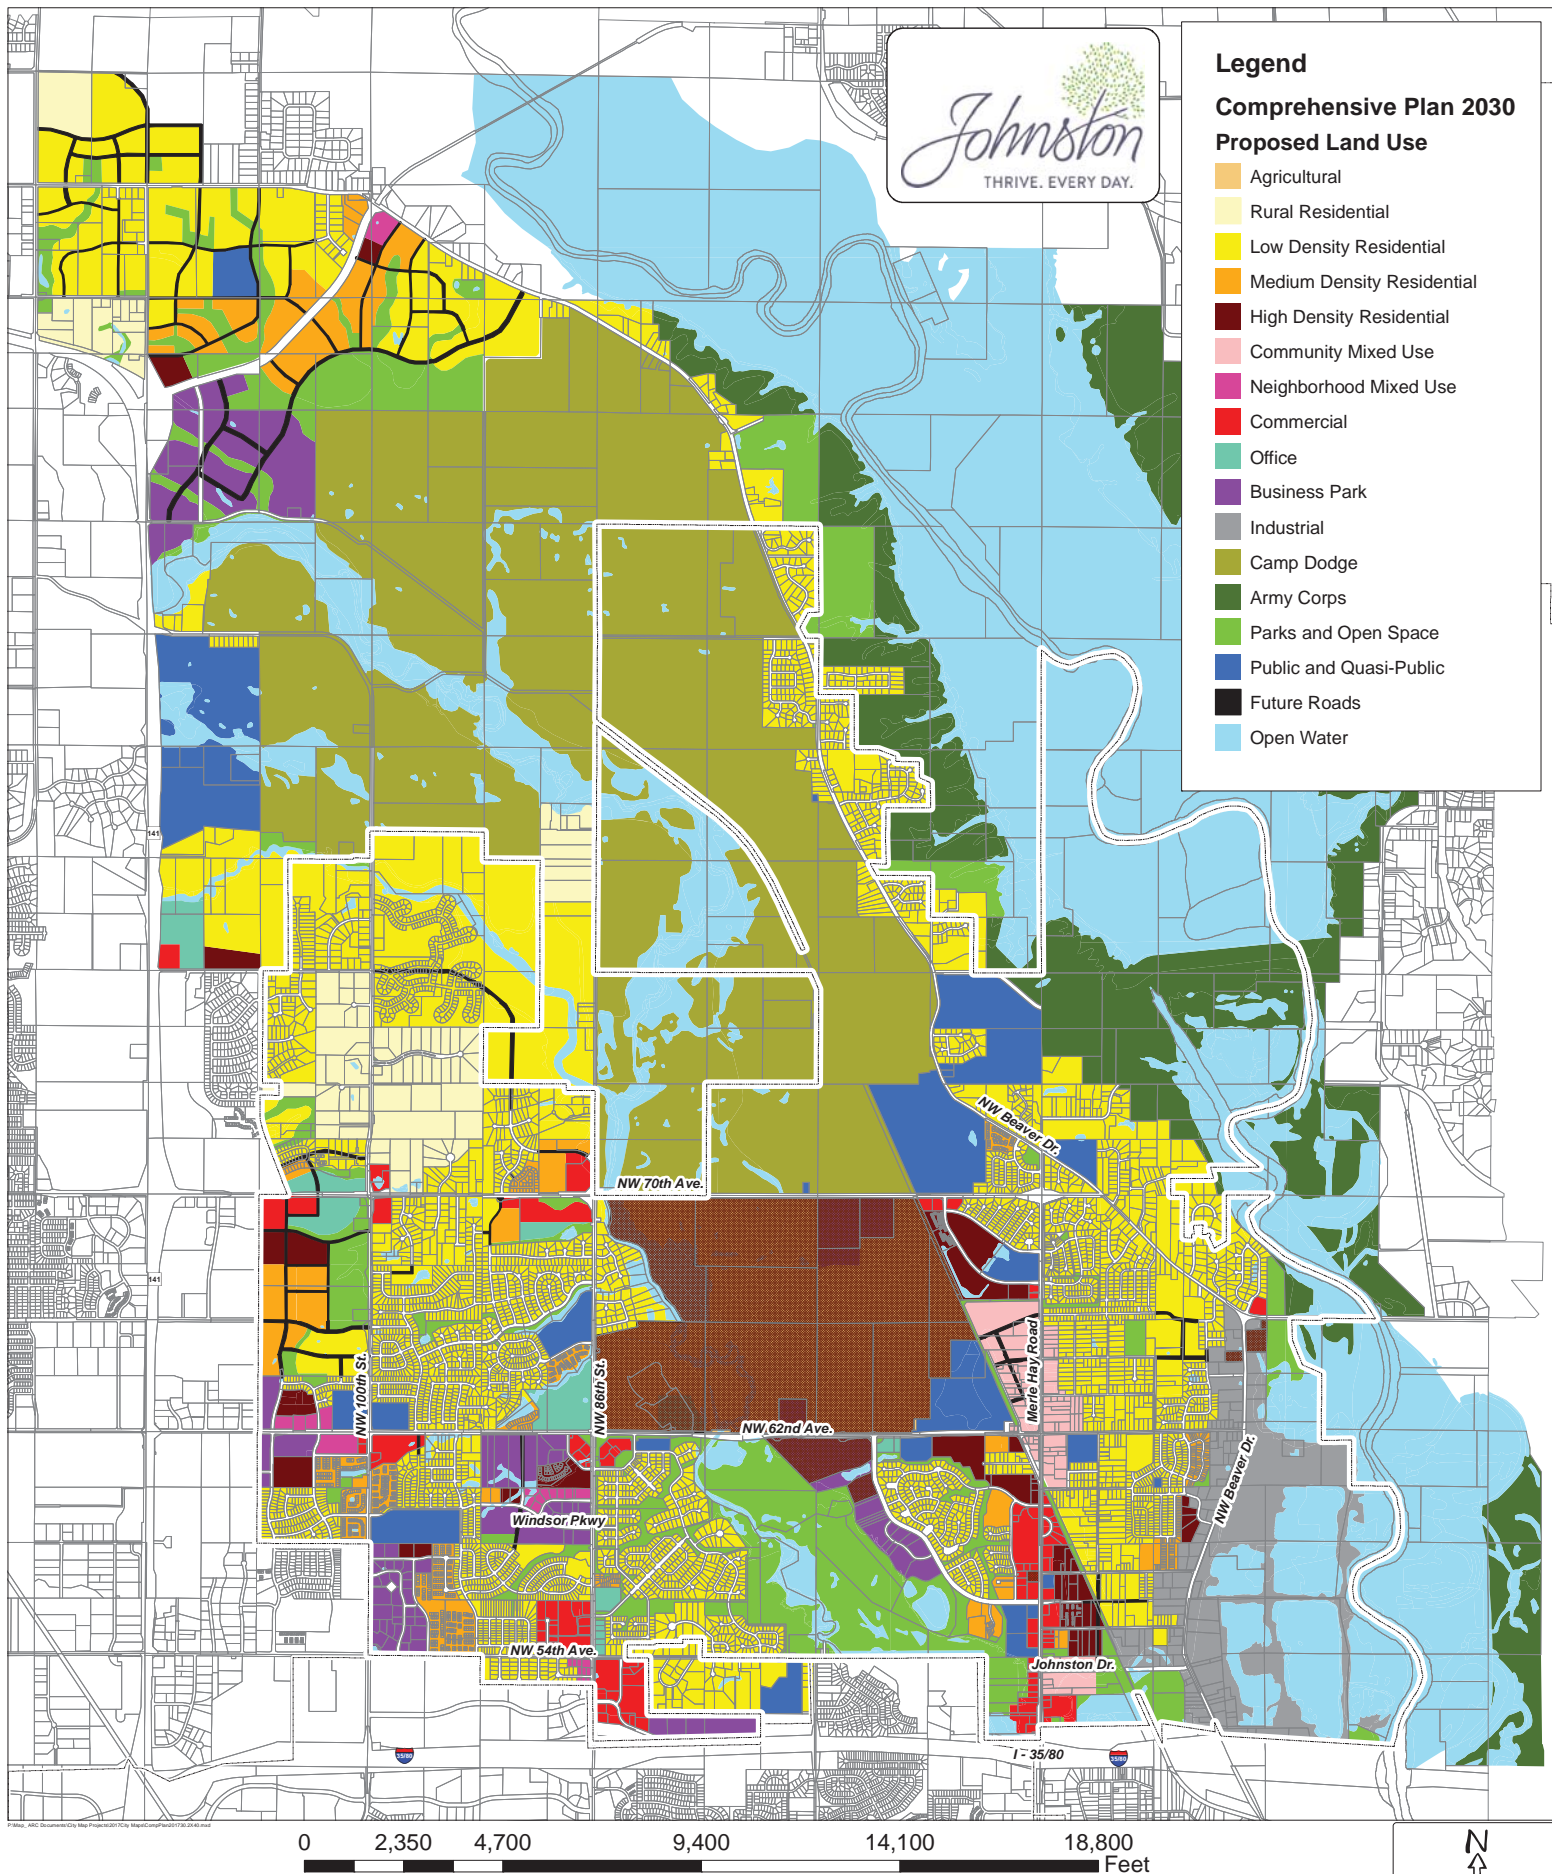 Johnston
THRIVE. EVERY DAY.
Legend
Comprehensive Plan 2030
Proposed Land Use
Agricultural
Rural Residential
Low Density Residential
Medium Density Residential
High Density Residential
Community Mixed Use
Neighborhood Mixed Use
Commercial
Office
Business Park
Industrial
Camp Dodge
Army Corps
Parks and Open Space
Public and Quasi-Public
Future Roads
Open Water
141
NW Beaver Dr.
NW 70th Ave.
141
Merle Hay Road
NW 100th St.
NW 86th St.
NW 62nd Ave.
NW Beaver Dr.
Windsor Pkwy
NW 54th Ave.
Johnston Dr.
I - 35/80
35/80
35/80
0 2,350 4,700 9,400 14,100 18,800
Feet
N